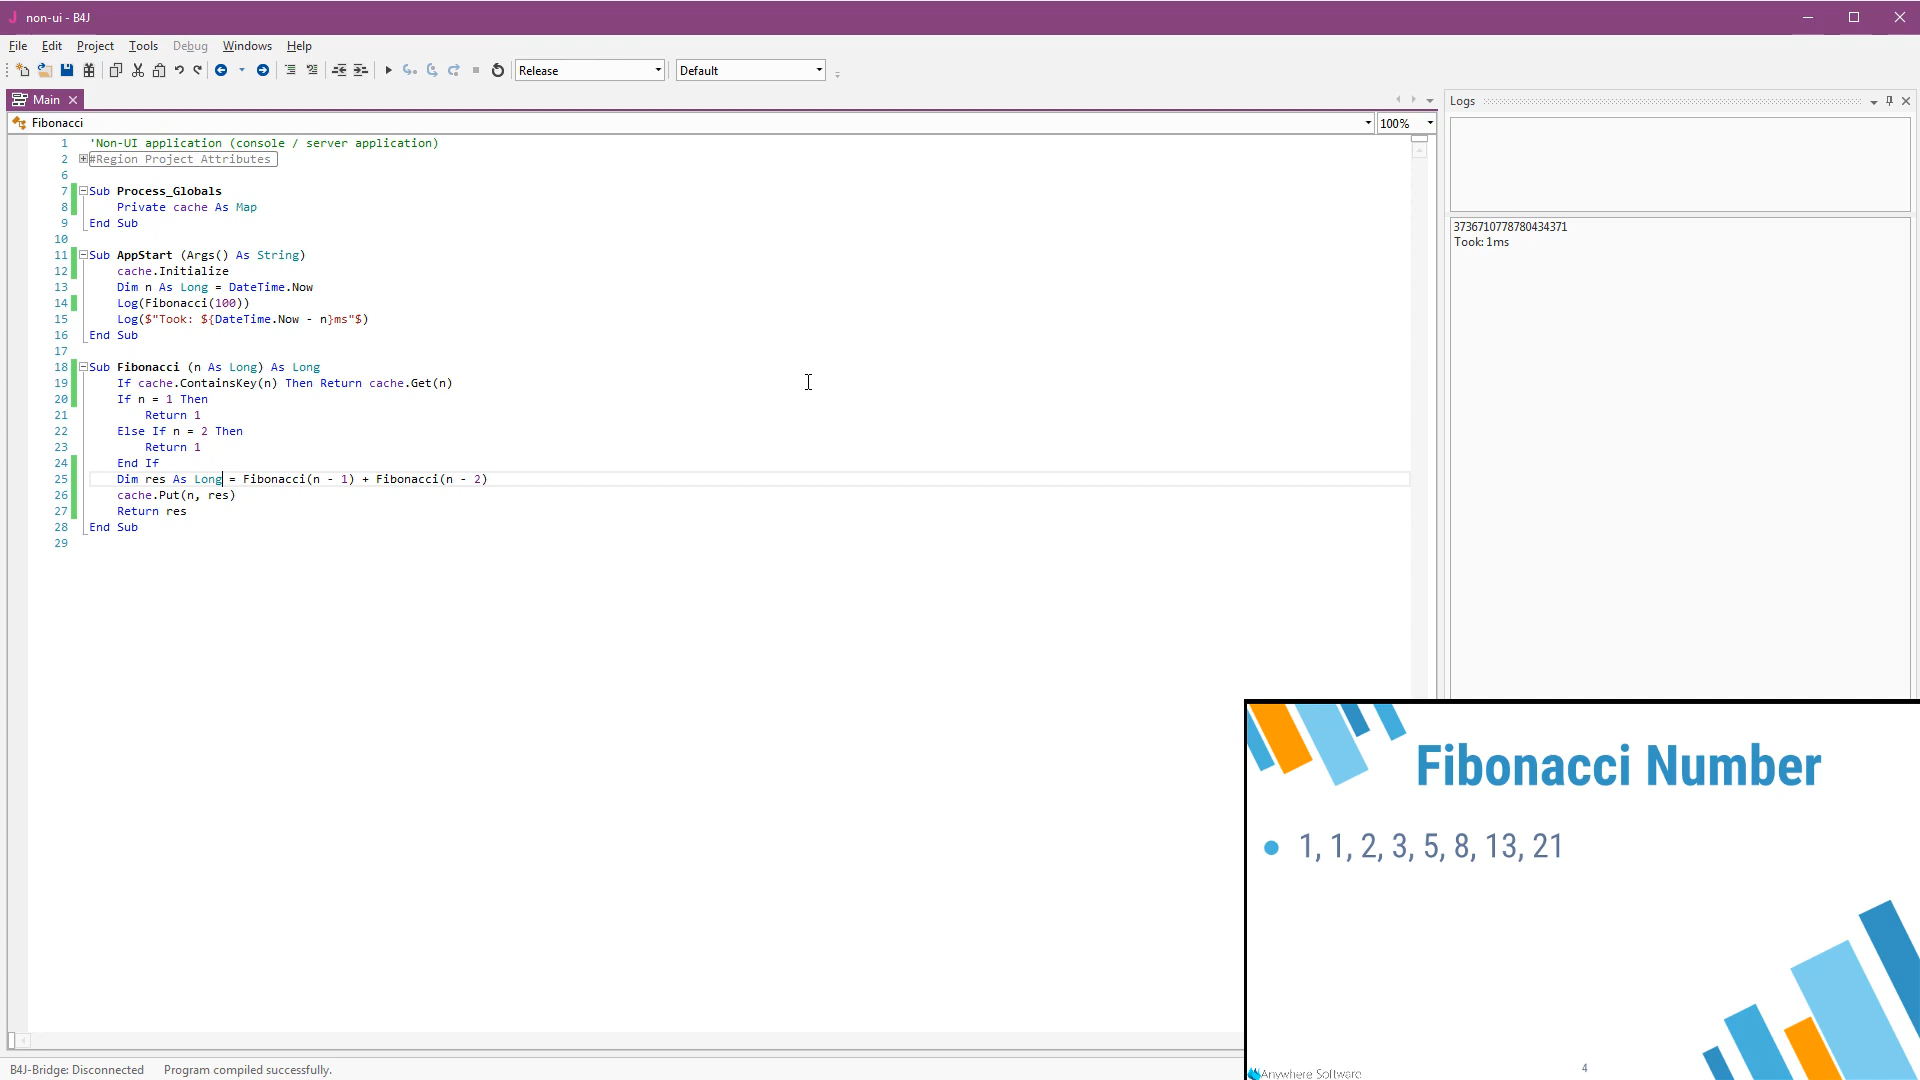 non-ui - B4J
File Edit Project Tools Debug Windows Help
Release Default
Main
Logs
Fibonacci 100%
1 'Non-UI application (console / server application)
2 #Region Project Attributes
6
7 Sub Process_Globals
8 Private cache As Map
9 End Sub
10
11 Sub AppStart (Args() As String)
12 cache.Initialize
13 Dim n As Long = DateTime.Now
14 Log(Fibonacci(100))
15 Log($"Took: ${DateTime.Now - n}ms"$)
16 End Sub
17
18 Sub Fibonacci (n As Long) As Long
19 If cache.ContainsKey(n) Then Return cache.Get(n)
20 If n = 1 Then
21 Return 1
22 Else If n = 2 Then
23 Return 1
24 End If
25 Dim res As Long = Fibonacci(n - 1) + Fibonacci(n - 2)
26 cache.Put(n, res)
27 Return res
28 End Sub
29
3736710778780434371
Took: 1ms
Fibonacci Number
1, 1, 2, 3, 5, 8, 13, 21
Anywhere Software
4
B4J-Bridge: Disconnected Program compiled successfully.